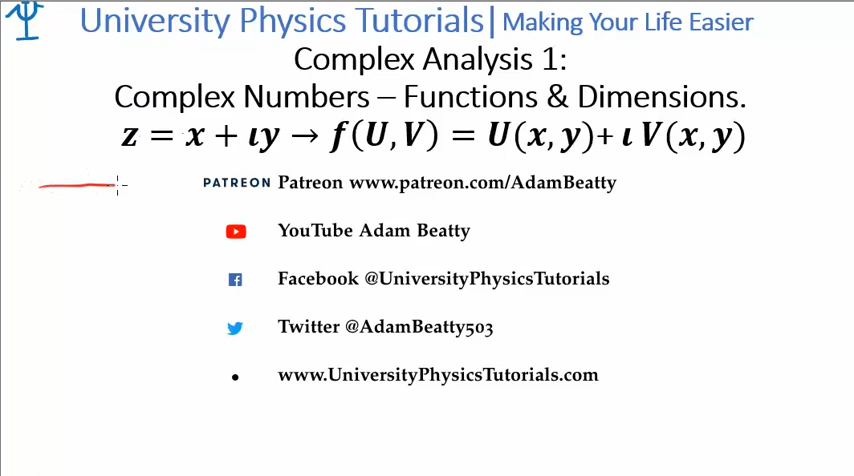 University Physics Tutorials| Making Your Life Easier
Complex Analysis 1:
Complex Numbers – Functions & Dimensions.
z = x + ιy → f(U, V) = U(x, y)+ ι V(x, y)
PATREON Patreon www.patreon.com/AdamBeatty
YouTube Adam Beatty
Facebook @UniversityPhysicsTutorials
Twitter @AdamBeatty503
• www.UniversityPhysicsTutorials.com